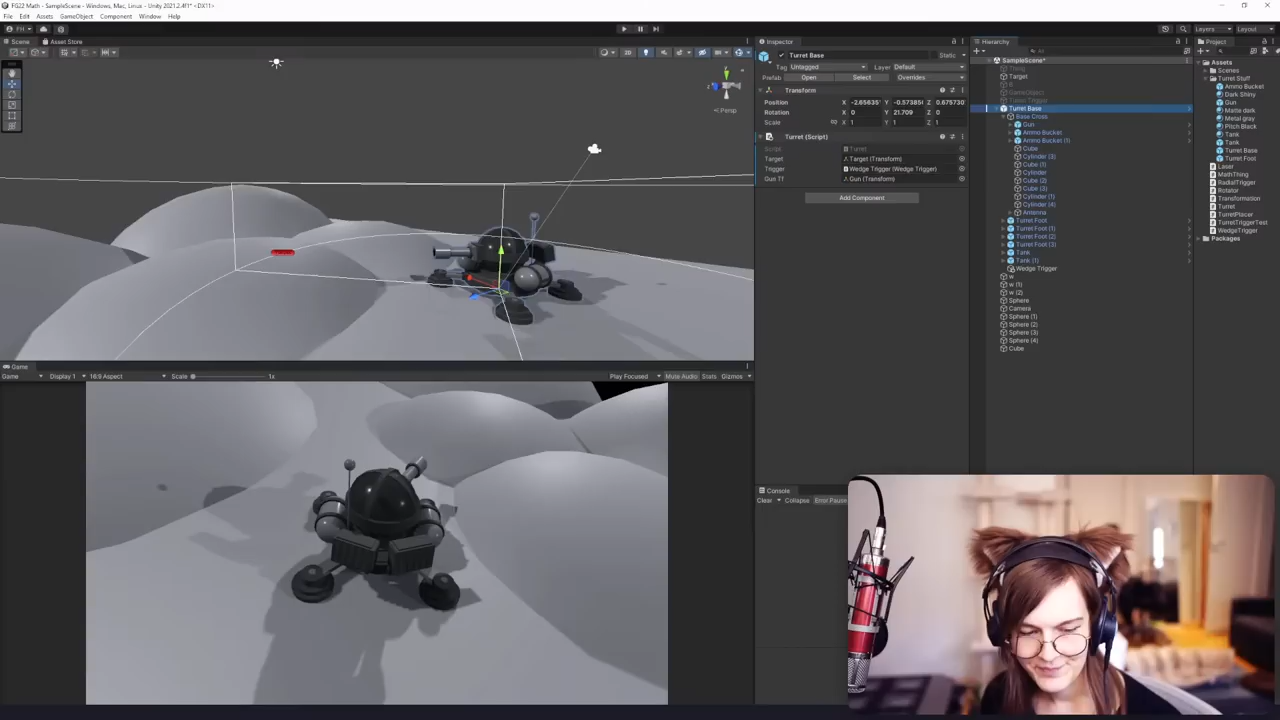 FG22 Math - SampleScene - Windows, Mac, Linux - Unity 2021.2.4f1* <DX11>
File Edit Assets GameObject Component Window Help
Layers Layout
Scene Asset Store
2D
Persp
Game
Game Display 1 16:9 Aspect Scale 1x Play Focused Mute Audio Stats Gizmos
Inspector
Turret Base Static
Tag Untagged Layer Default
Prefab Open Select Overrides
Transform
Position X Y Z 0.675730
Rotation X 0 Y 21.709 Z 0
Scale X 1 Y 1 Z 1
Turret (Script)
Script Turret
Target Target (Transform)
Trigger Wedge Trigger (Wedge Trigger)
Gun Tf Gun (Transform)
Add Component
Console
Clear Collapse Error Pause
Hierarchy
All
SampleScene*
Target
GameObject
Turret Base
Base Cross
Gun
Ammo Bucket
Ammo Bucket (1)
Cube
Cylinder (3)
Cube (1)
Cylinder
Cube (2)
Cube (3)
Cylinder (1)
Cylinder (4)
Antenna
Turret Foot
Turret Foot (1)
Turret Foot (2)
Turret Foot (3)
Tank
Tank (1)
Wedge Trigger
w
w (1)
w (2)
Sphere
Camera
Sphere (1)
Sphere (2)
Sphere (3)
Sphere (4)
Cube
Project
Assets
Scenes
Turret Stuff
Ammo Bucket
Dark Shiny
Gun
Matte dark
Metal gray
Pitch Black
Tank
Tank
Turret Base
Turret Foot
Laser
MathThing
RadialTrigger
Rotator
Transformation
Turret
TurretPlacer
TurretTriggerTest
WedgeTrigger
Packages